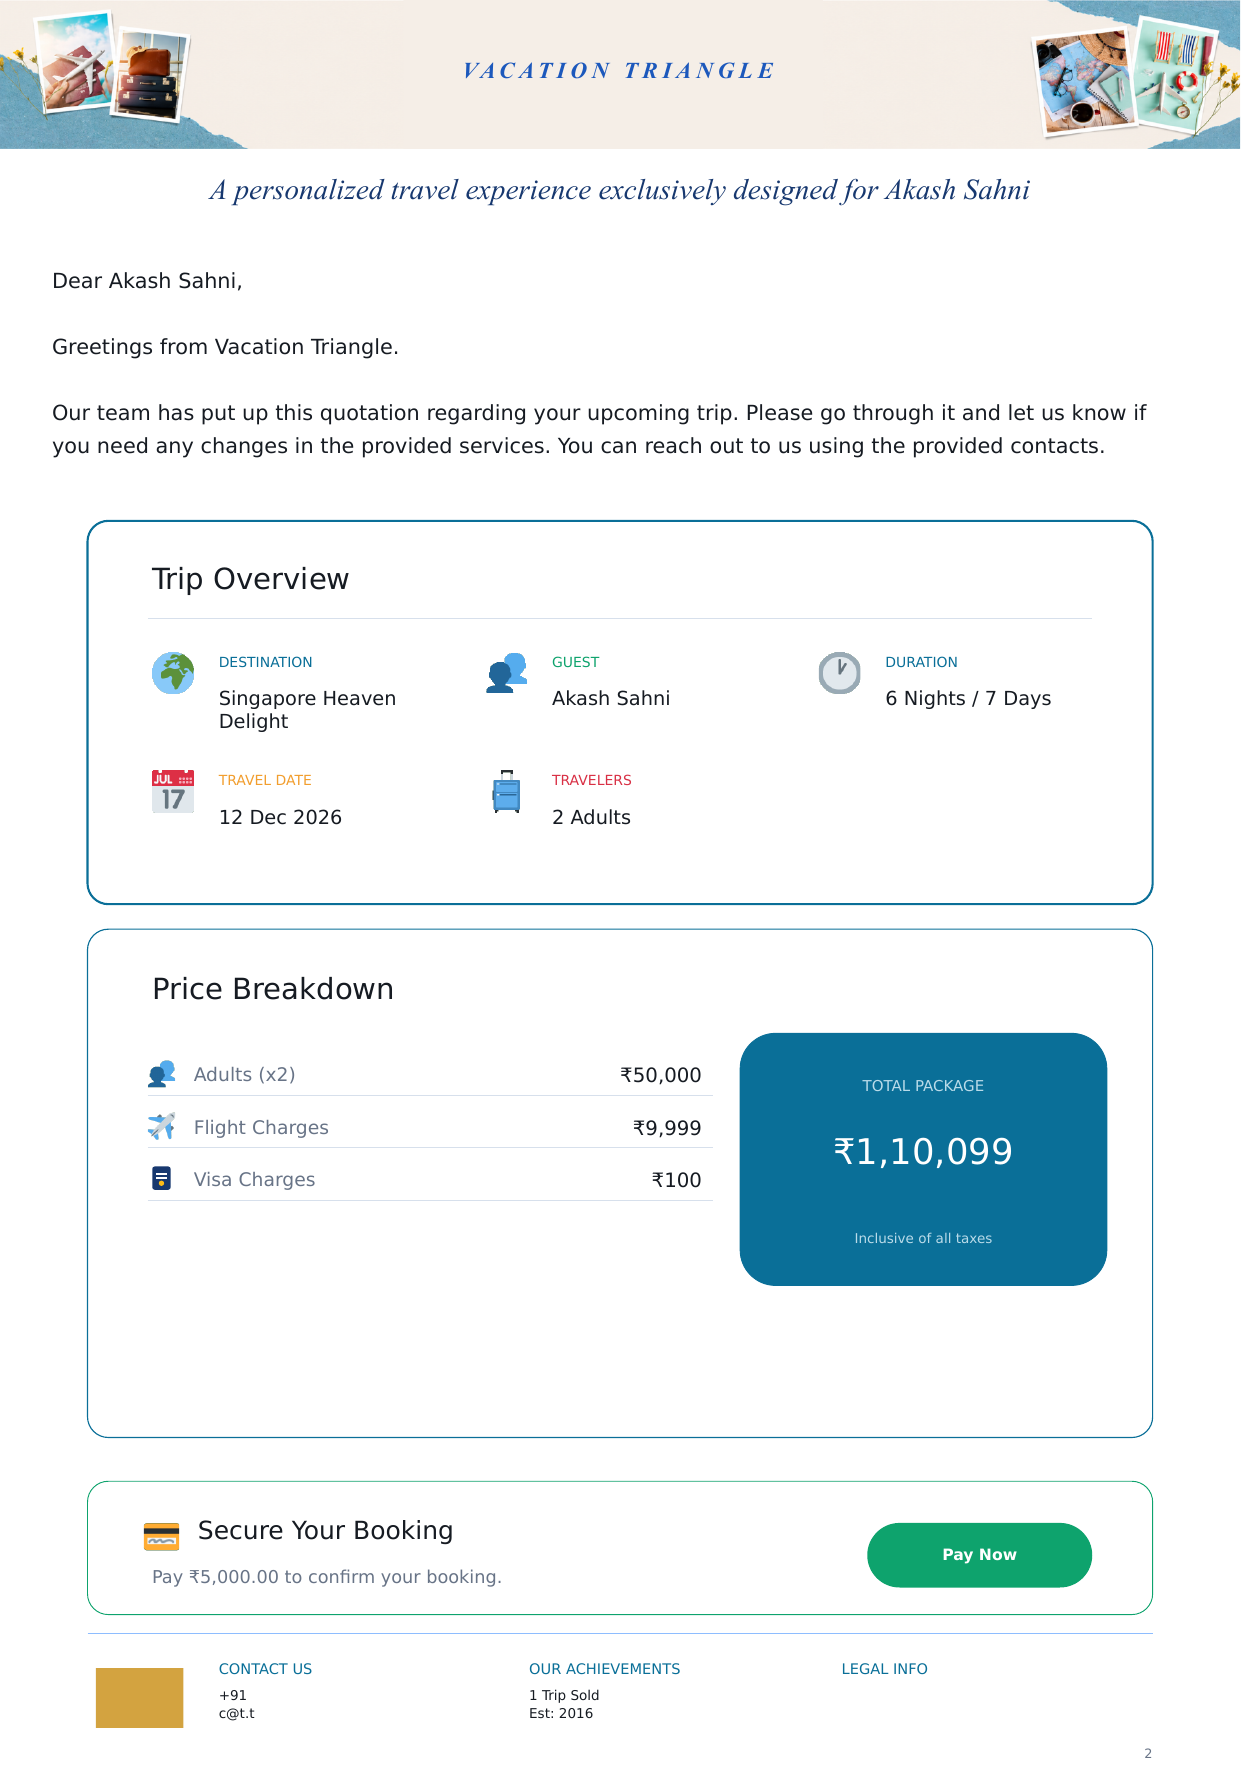 VACATION TRIANGLE
A personalized travel experience exclusively designed for Akash Sahni
Dear Akash Sahni,
Greetings from Vacation Triangle.
Our team has put up this quotation regarding your upcoming trip. Please go through it and let us know if
you need any changes in the provided services. You can reach out to us using the provided contacts.
Trip Overview
DESTINATION
Singapore Heaven
Delight
GUEST
Akash Sahni
DURATION
6 Nights / 7 Days
JUL
17
TRAVEL DATE
12 Dec 2026
TRAVELERS
2 Adults
Price Breakdown
Adults (x2) ₹50,000
Flight Charges ₹9,999
Visa Charges ₹100
TOTAL PACKAGE
₹1,10,099
Inclusive of all taxes
Secure Your Booking
Pay ₹5,000.00 to confirm your booking.
Pay Now
CONTACT US
+91
c@t.t
OUR ACHIEVEMENTS
1 Trip Sold
Est: 2016
LEGAL INFO
2